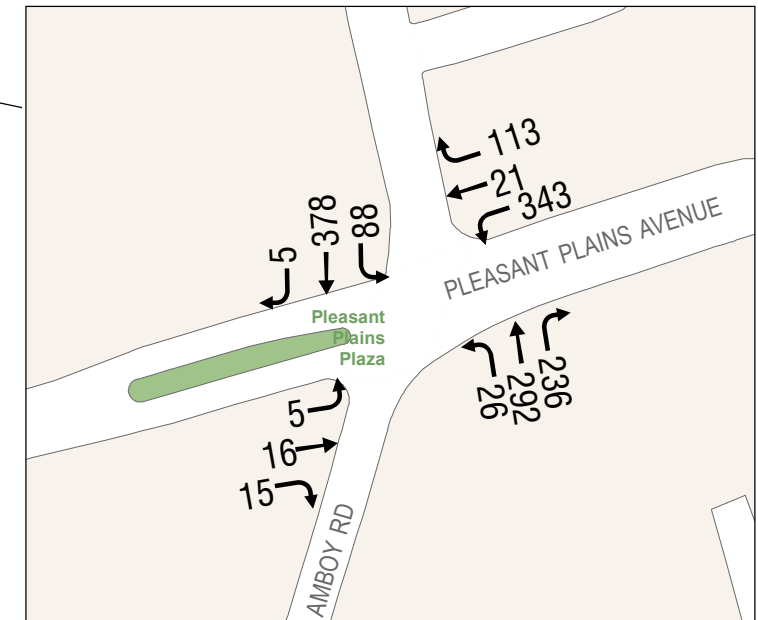 113
21
343
88
378
5
PLEASANT PLAINS AVENUE
Pleasant
Plains
Plaza
236
292
26
5
16
15
AMBOY RD